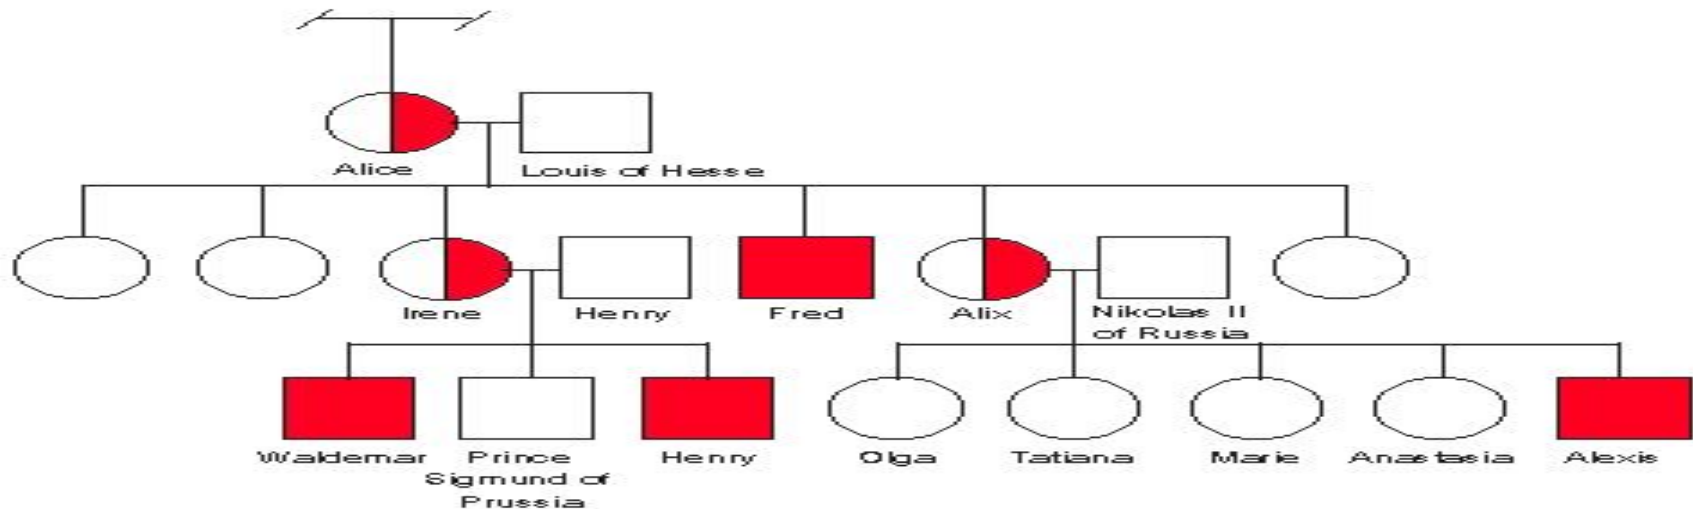 Alice
Louis of Hesse
Irene
Henry
Fred
Alix
Nikolas II
of Russia
Waldemar
Prince
Sigmund of
Prussia
Henry
Olga
Tatiana
Marie
Anastasia
Alexis